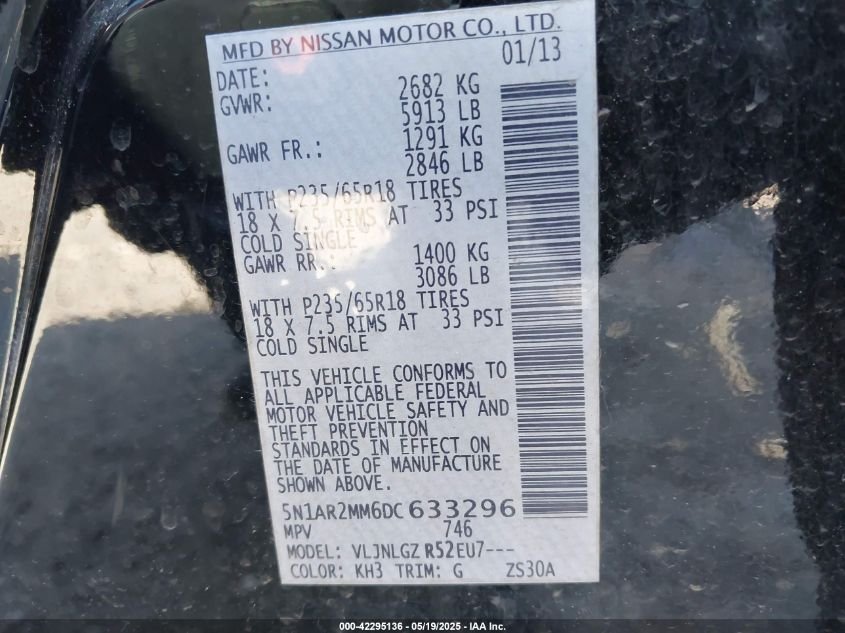 MFD BY NISSAN MOTOR CO., LTD.
DATE: 01/13
GVWR: 2682 KG
5913 LB
GAWR FR.: 1291 KG
2846 LB
WITH P235/65R18 TIRES
18 X 7.5 RIMS AT 33 PSI
COLD SINGLE
GAWR RR.: 1400 KG
3086 LB
WITH P235/65R18 TIRES
18 X 7.5 RIMS AT 33 PSI
COLD SINGLE
THIS VEHICLE CONFORMS TO
ALL APPLICABLE FEDERAL
MOTOR VEHICLE SAFETY AND
THEFT PREVENTION
STANDARDS IN EFFECT ON
THE DATE OF MANUFACTURE
SHOWN ABOVE.
5N1AR2MM6DC633296
MPV 746
MODEL: VLJNLGZ R52EU7---
COLOR: KH3 TRIM: G ZS30A
000-42295136 - 05/19/2025 - IAA Inc.